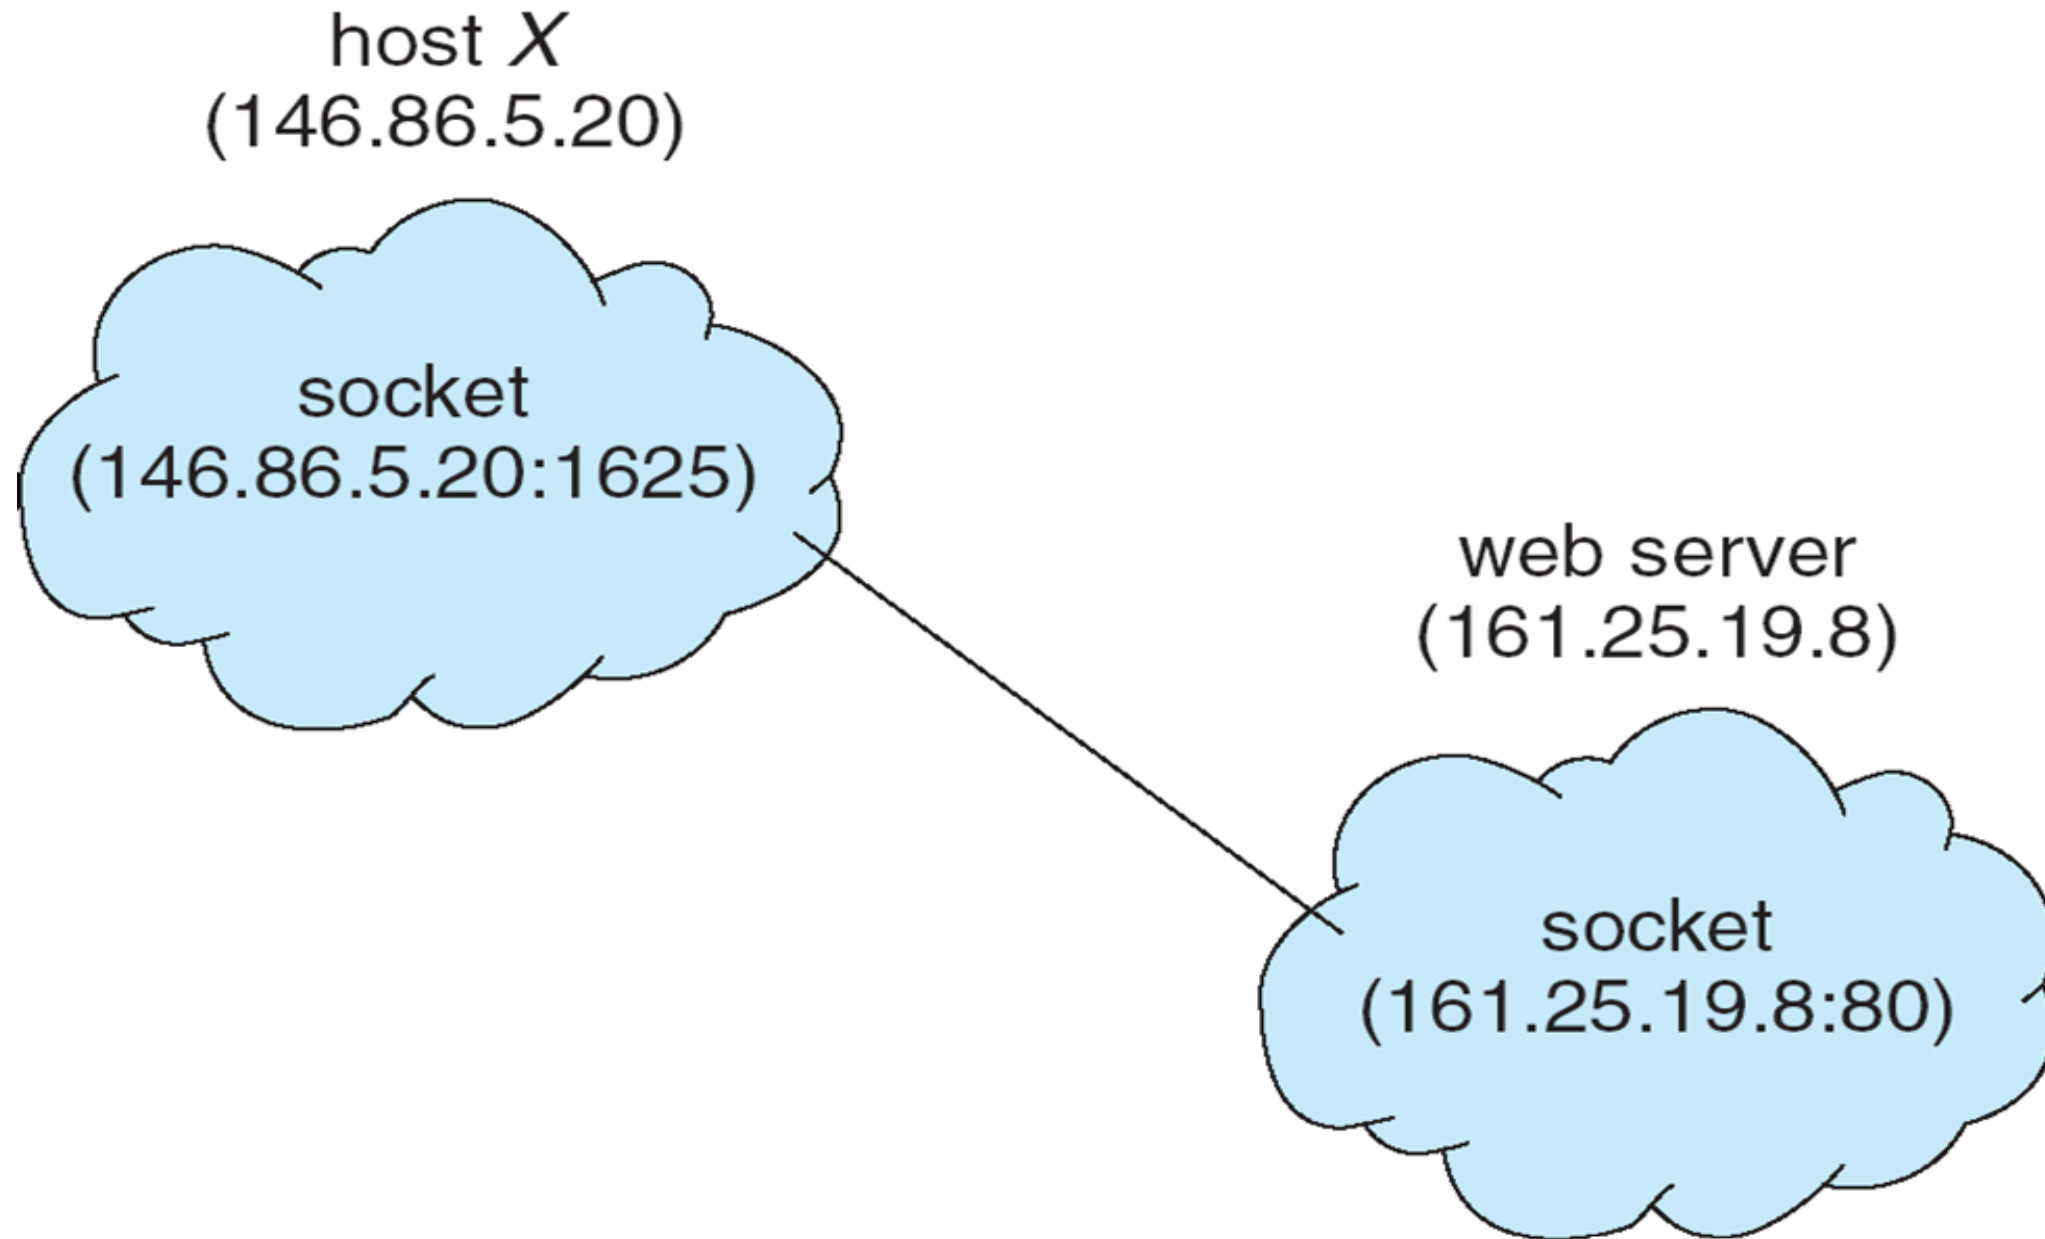 host X
(146.86.5.20)
socket
(146.86.5.20:1625)
web server
(161.25.19.8)
socket
(161.25.19.8:80)